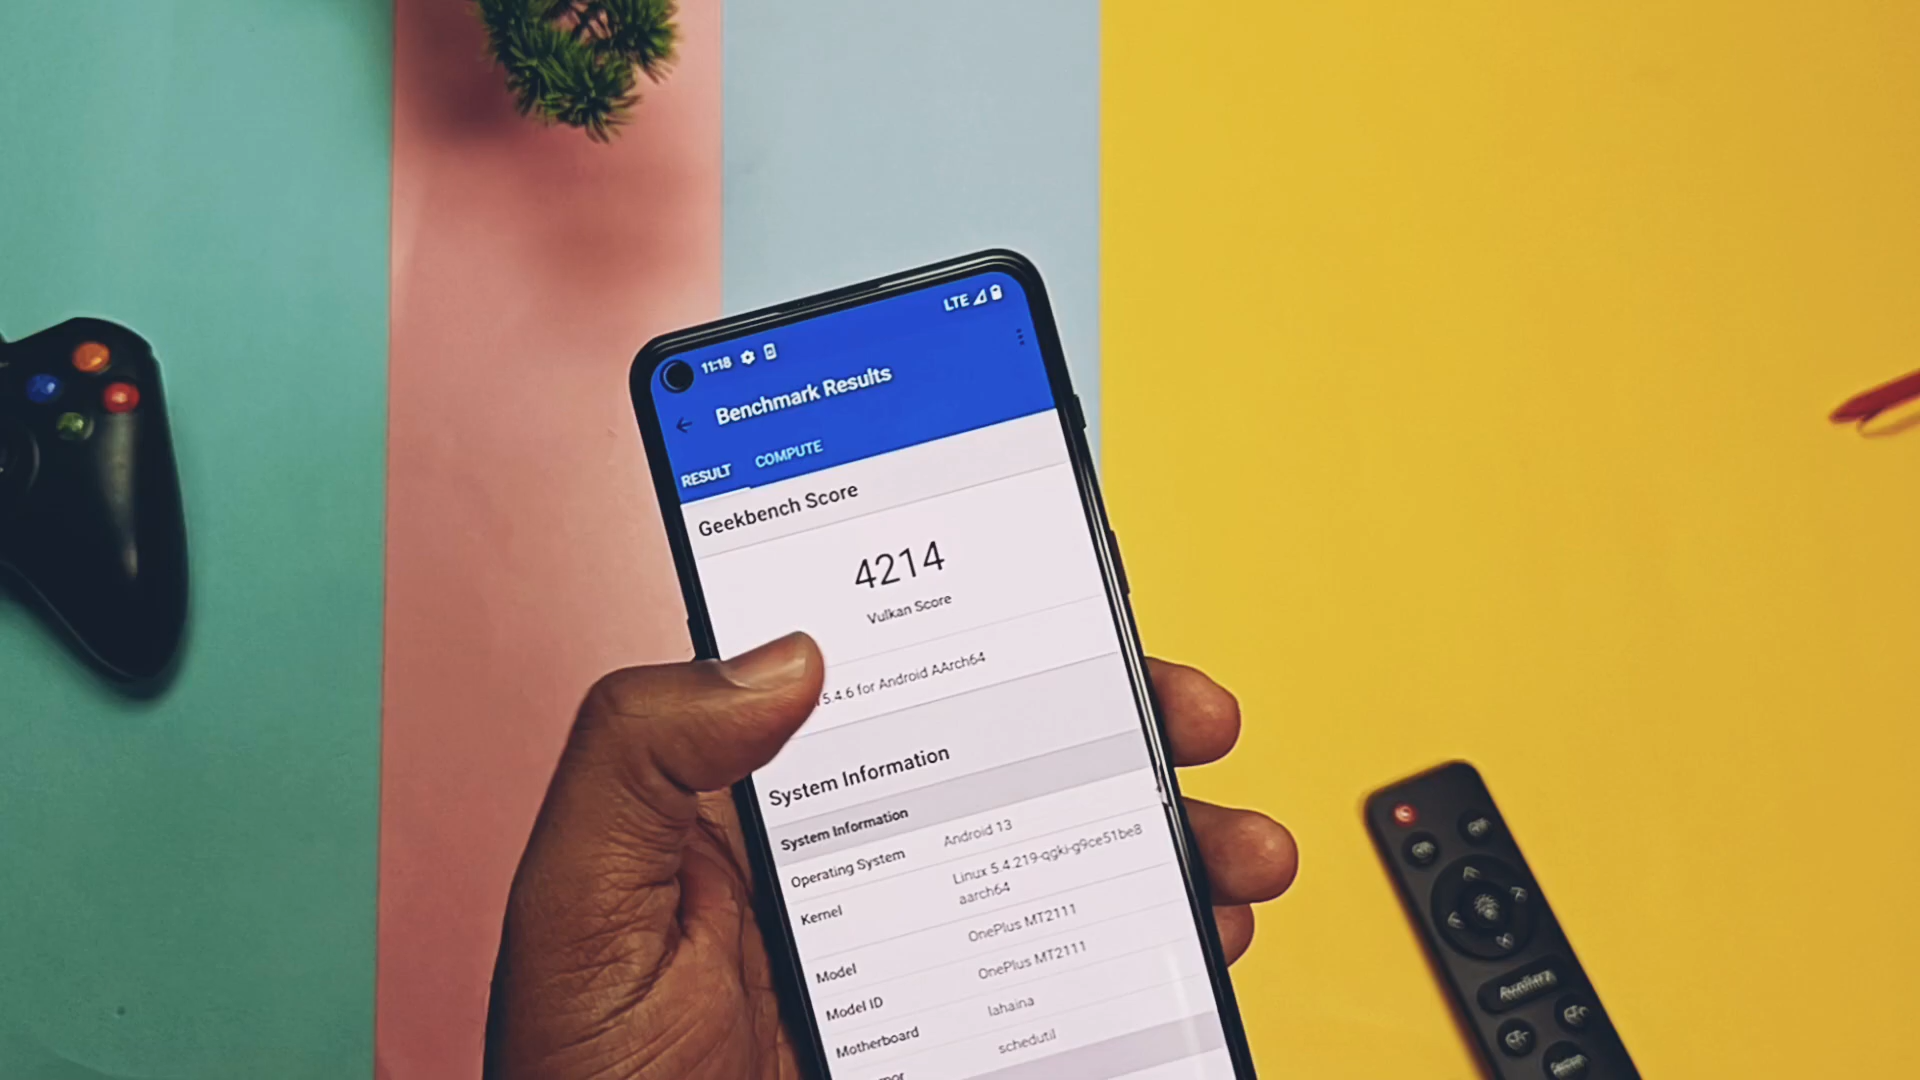 11:18 LTE
Benchmark Results
RESULT COMPUTE
Geekbench Score
4214
Vulkan Score
5.4.6 for Android AArch64
System Information
System Information
Operating System Android 13
Kernel Linux 5.4.219-qgki-g9ce51be8
aarch64
Model OnePlus MT2111
Model ID OnePlus MT2111
Motherboard lahaina
schedutil